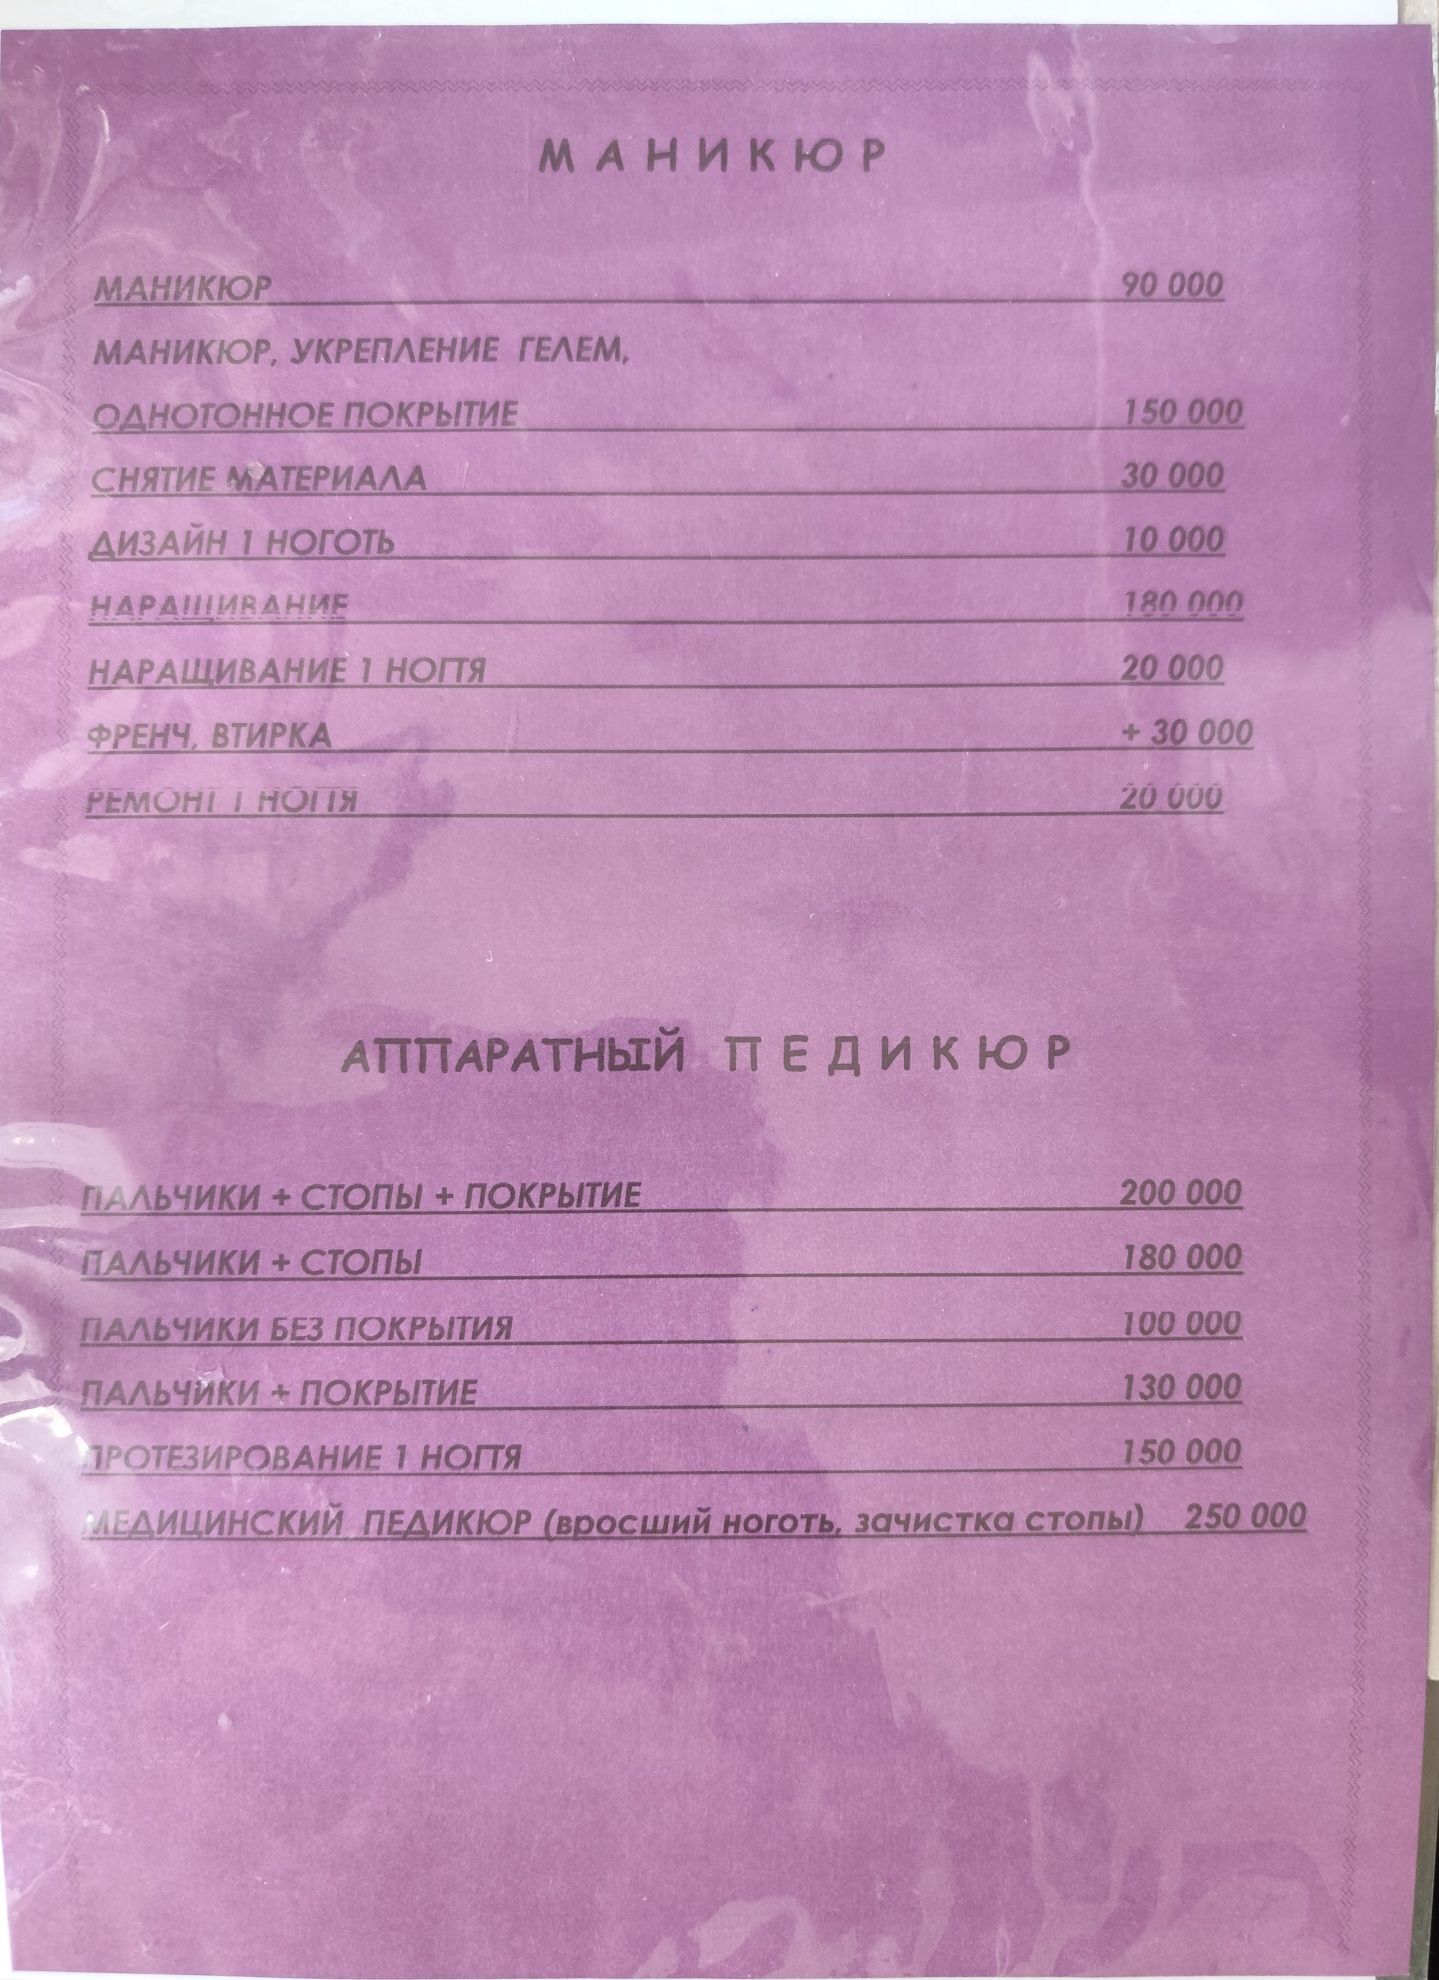 МАНИКЮР
МАНИКЮР 90 000
МАНИКЮР, УКРЕПЛЕНИЕ ГЕЛЕМ,
ОДНОТОННОЕ ПОКРЫТИЕ 150 000
СНЯТИЕ МАТЕРИАЛА 30 000
ДИЗАЙН 1 НОГОТЬ 10 000
НАРАЩИВАНИЕ 180 000
НАРАЩИВАНИЕ 1 НОГТЯ 20 000
ФРЕНЧ, ВТИРКА + 30 000
РЕМОНТ 1 НОГТЯ 20 000
АППАРАТНЫЙ ПЕДИКЮР
ПАЛЬЧИКИ + СТОПЫ + ПОКРЫТИЕ 200 000
ПАЛЬЧИКИ + СТОПЫ 180 000
ПАЛЬЧИКИ БЕЗ ПОКРЫТИЯ 100 000
ПАЛЬЧИКИ + ПОКРЫТИЕ 130 000
ПРОТЕЗИРОВАНИЕ 1 НОГТЯ 150 000
МЕДИЦИНСКИЙ ПЕДИКЮР (вросший ноготь, зачистка стопы) 250 000